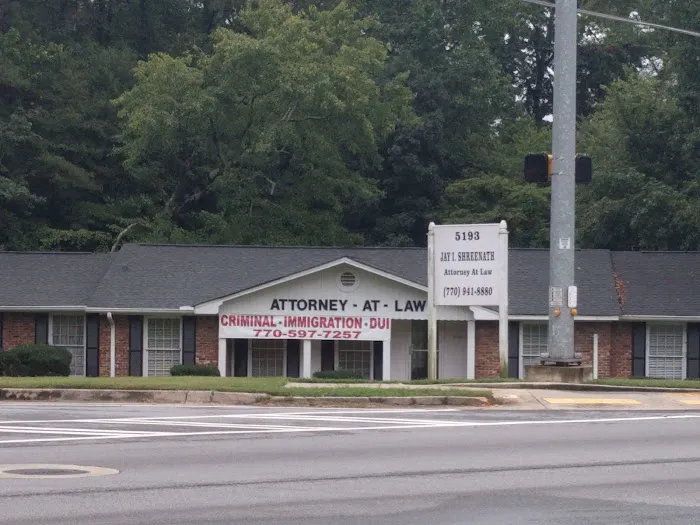 5193
JAY I. SHREENATH
Attorney At Law
(770) 941-8880
ATTORNEY - AT - LAW
CRIMINAL - IMMIGRATION - DUI
770-597-7257